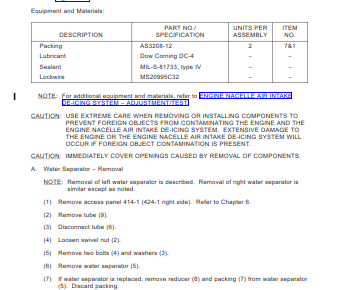 Equipment and Materials:
DESCRIPTION PART NO./ SPECIFICATION UNITS PER ASSEMBLY ITEM NO.
Packing AS3208-12 2 7&1
Lubricant Dow Corning DC-4 – –
Sealant MIL-S-81733, type IV – –
Lockwire MS20995C32 – –
NOTE: For additional equipment and materials, refer to ENGINE NACELLE AIR INTAKE
DE-ICING SYSTEM – ADJUSTMENT/TEST.
CAUTION: USE EXTREME CARE WHEN REMOVING OR INSTALLING COMPONENTS TO
PREVENT FOREIGN OBJECTS FROM CONTAMINATING THE ENGINE AND THE
ENGINE NACELLE AIR INTAKE DE-ICING SYSTEM. EXTENSIVE DAMAGE TO
THE ENGINE OR THE ENGINE NACELLE AIR INTAKE DE-ICING SYSTEM WILL
OCCUR IF FOREIGN CONTAMINATION IS PRESENT.
CAUTION: IMMEDIATELY COVER OPENINGS CAUSED BY REMOVAL OF COMPONENTS.
A. Water Separator – Removal
NOTE: Removal of left water separator is described. Removal of right water separator is
similar except as noted.
(1) Remove access panel 414-1 (424-1 right side). Refer to Chapter 6.
(2) Remove tube (9).
(3) Disconnect tube (6).
(4) Loosen swivel nut (2).
(5) Remove two bolts (4) and washers (3).
(6) Remove water separator (5).
(7) If water separator is replaced, remove reducer (8) and packing (7) from water separator
(5). Discard packing.